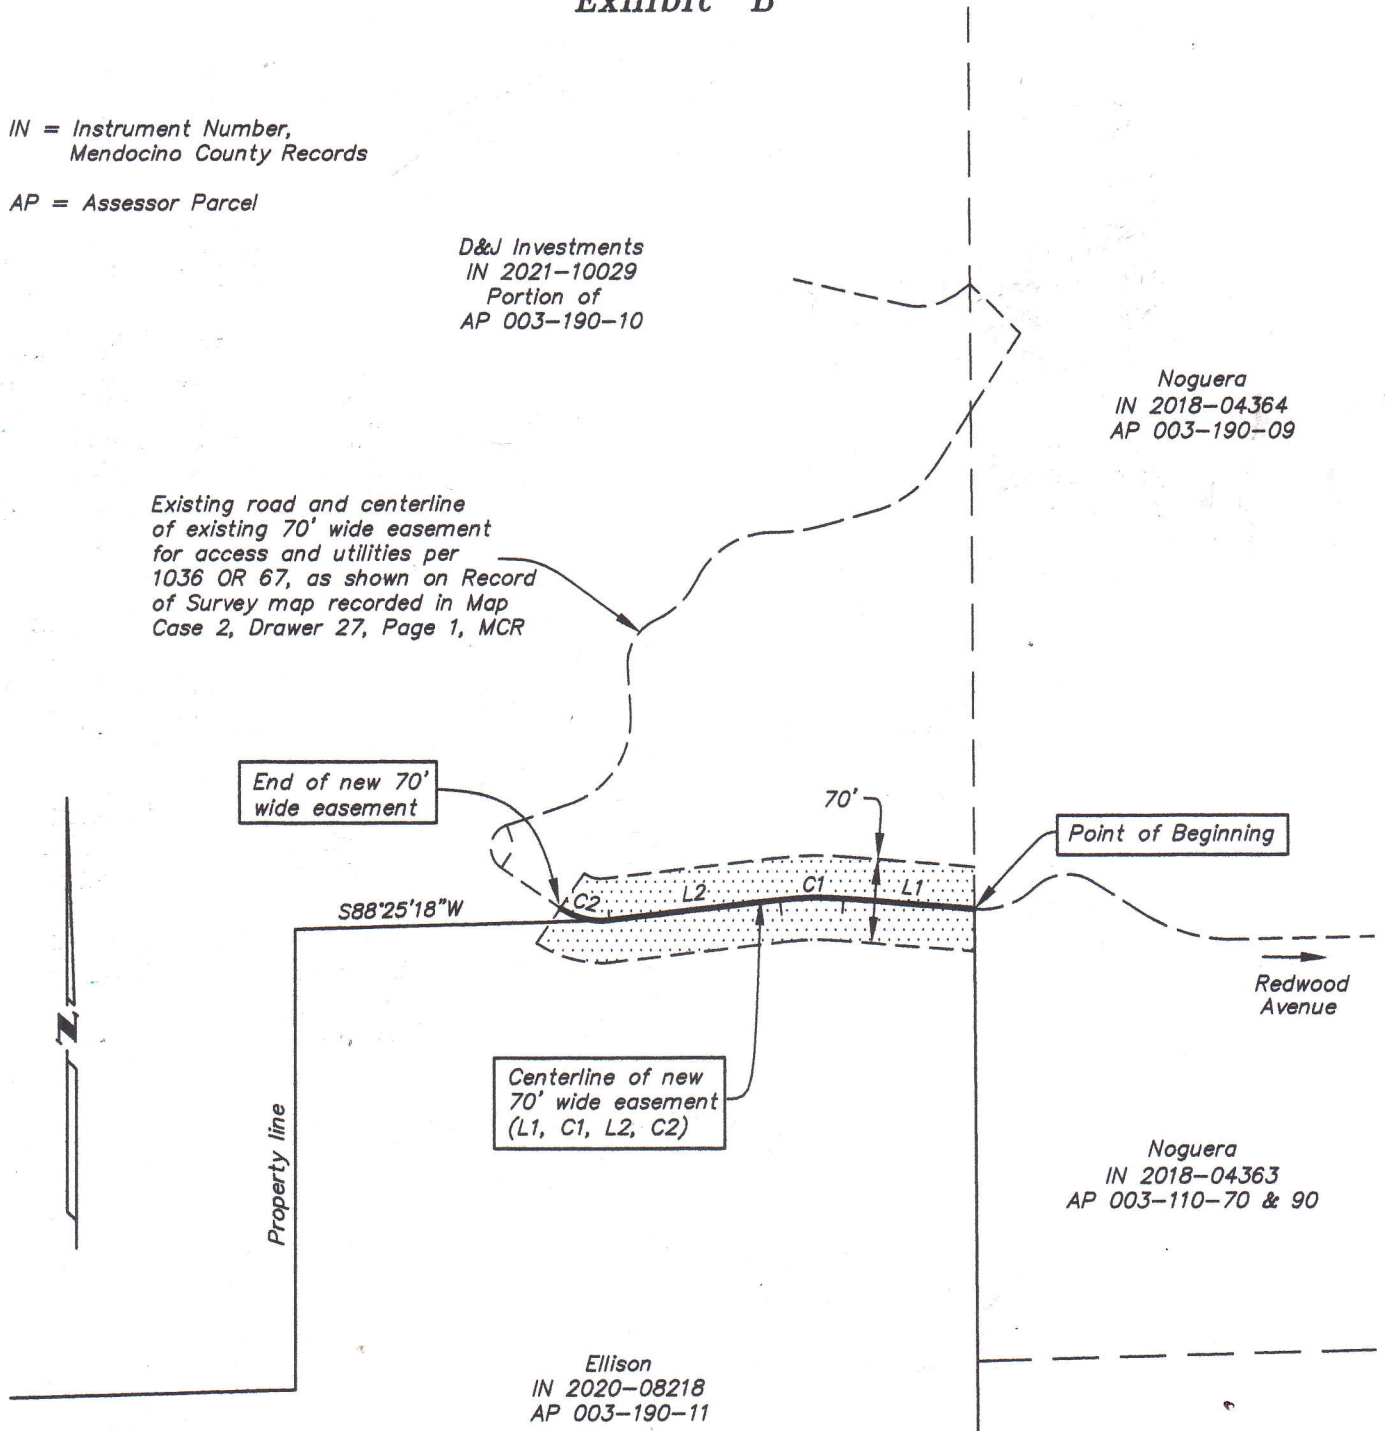 Exhibit "B"
IN = Instrument Number,
Mendocino County Records
AP = Assessor Parcel
D&J Investments
IN 2021-10029
Portion of
AP 003-190-10
Noguera
IN 2018-04364
AP 003-190-09
Existing road and centerline
of existing 70' wide easement
for access and utilities per
1036 OR 67, as shown on Record
of Survey map recorded in Map
Case 2, Drawer 27, Page 1, MCR
End of new 70'
wide easement
70'
Point of Beginning
S88°25'18"W
C2
L2
C1
L1
Redwood
Avenue
N
Centerline of new
70' wide easement
(L1, C1, L2, C2)
Property line
Noguera
IN 2018-04363
AP 003-110-70 & 90
Ellison
IN 2020-08218
AP 003-190-11